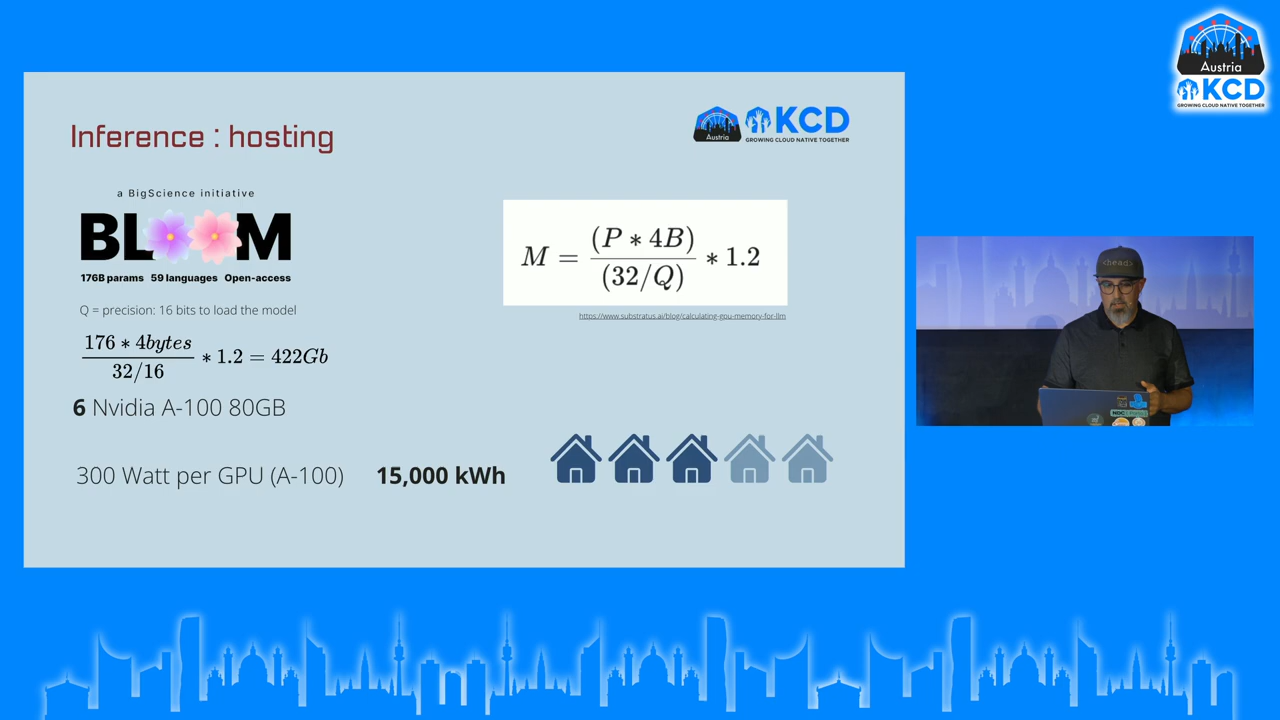 Austria
KCD
GROWING CLOUD NATIVE TOGETHER
Inference : hosting
Austria
KCD
GROWING CLOUD NATIVE TOGETHER
a BigScience initiative
BLOOM
176B params 59 languages Open-access
Q = precision: 16 bits to load the model
176 * 4bytes
32/16
* 1.2 = 422Gb
M = (P * 4B) / (32/Q) * 1.2
https://www.substratus.ai/blog/calculating-gpu-memory-for-llm
6 Nvidia A-100 80GB
300 Watt per GPU (A-100) 15,000 kWh
<head>